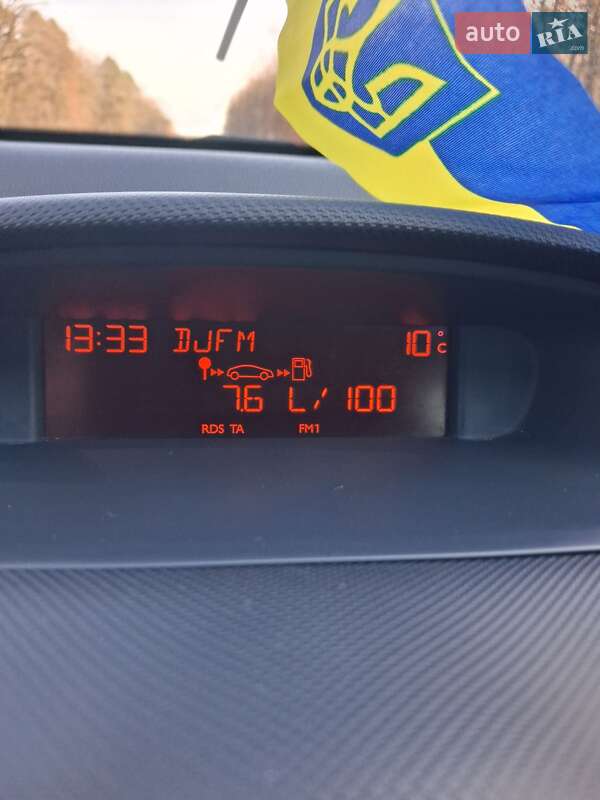 auto RIA
.com
13:33 DJFM 10°C
7.6 L/100
RDS TA FM1